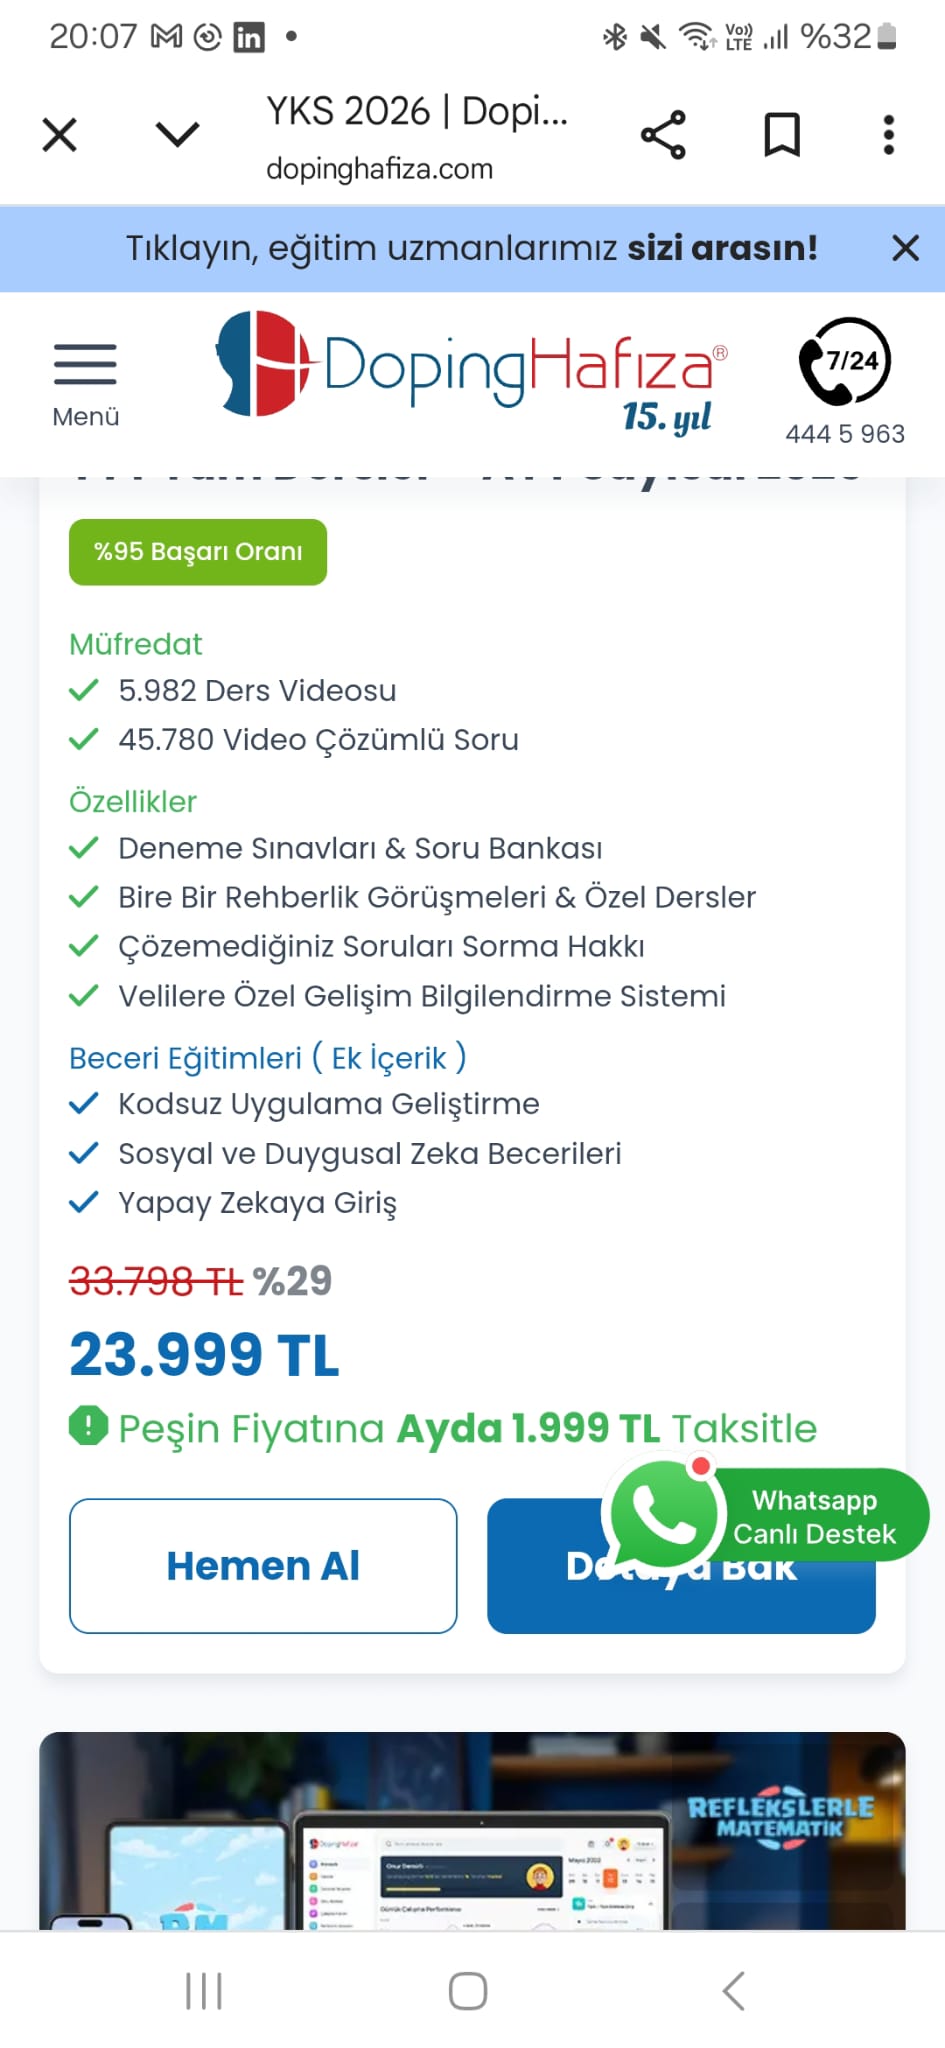 20:07
Vo)) LTE %32
YKS 2026 | Dopi...
dopinghafiza.com
Tıklayın, eğitim uzmanlarımız sizi arasın!
Menü
DopingHafıza®
15. yıl
7/24
444 5 963
%95 Başarı Oranı
Müfredat
5.982 Ders Videosu
45.780 Video Çözümlü Soru
Özellikler
Deneme Sınavları & Soru Bankası
Bire Bir Rehberlik Görüşmeleri & Özel Dersler
Çözemediğiniz Soruları Sorma Hakkı
Velilere Özel Gelişim Bilgilendirme Sistemi
Beceri Eğitimleri ( Ek İçerik )
Kodsuz Uygulama Geliştirme
Sosyal ve Duygusal Zeka Becerileri
Yapay Zekaya Giriş
33.798 TL %29
23.999 TL
Peşin Fiyatına Ayda 1.999 TL Taksitle
Whatsapp
Canlı Destek
Hemen Al
Detaya Bak
REFLEKSLERLE
MATEMATİK
DopingHafıza